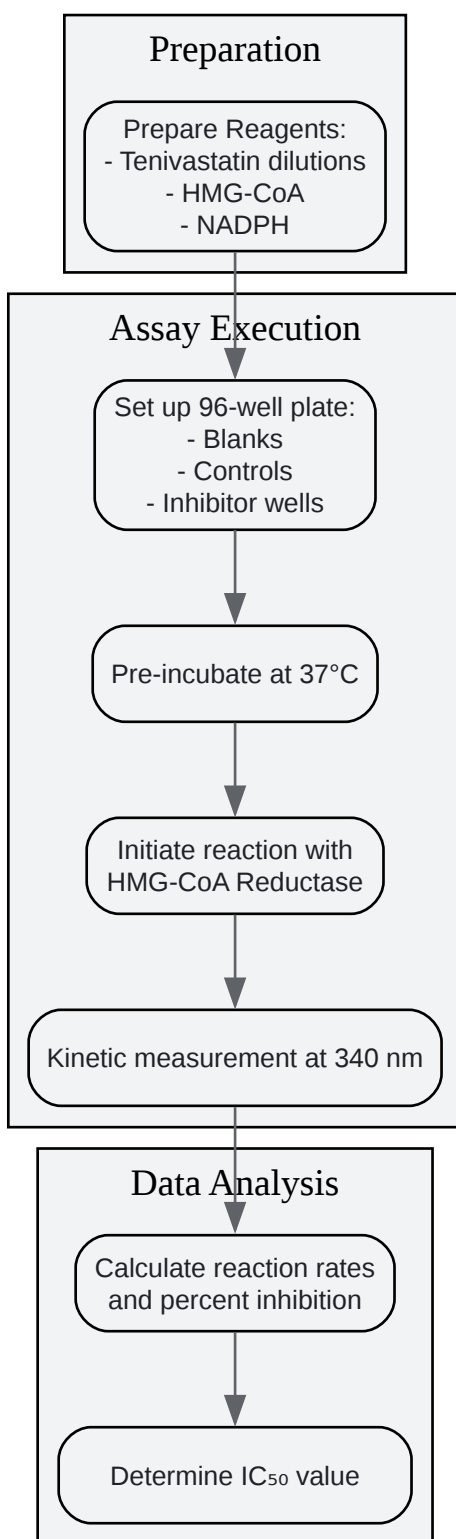 Preparation
Prepare Reagents:
- Tenivastatin dilutions
- HMG-CoA
- NADPH
Assay Execution
Set up 96-well plate:
- Blanks
- Controls
- Inhibitor wells
Pre-incubate at 37°C
Initiate reaction with
HMG-CoA Reductase
Kinetic measurement at 340 nm
Data Analysis
Calculate reaction rates
and percent inhibition
Determine IC₅₀ value